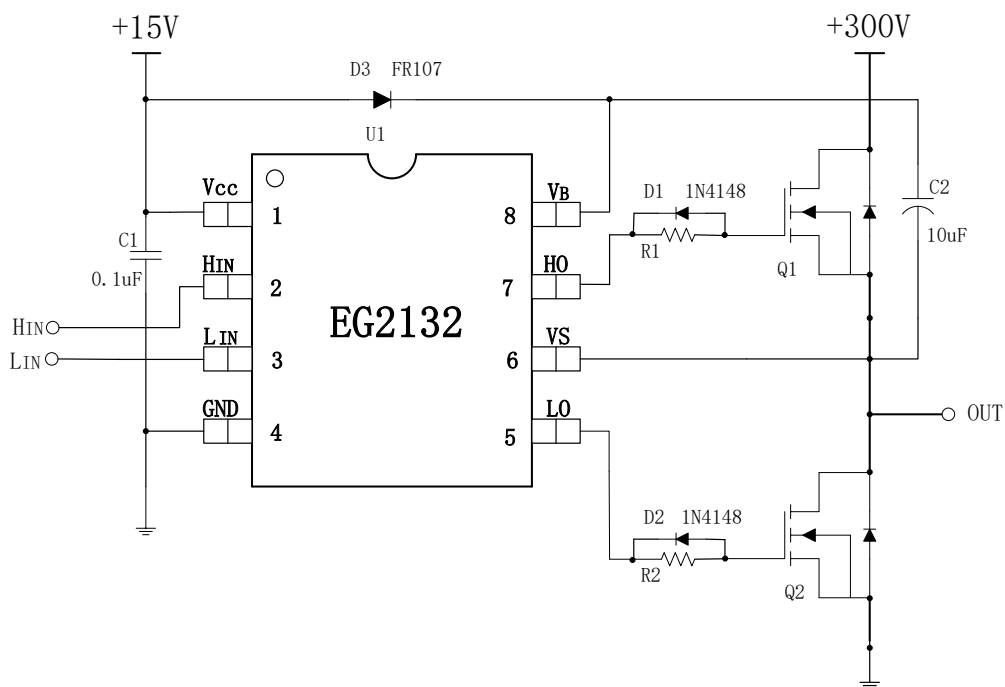 +15V
+300V
D3 FR107
U1
Vcc
1
C1
0.1uF
HIN
2
HIN
LIN
LIN
3
GND
4
EG2132
VB
8
HO
7
VS
6
LO
5
D1 1N4148
R1
Q1
C2
10uF
OUT
D2 1N4148
R2
Q2